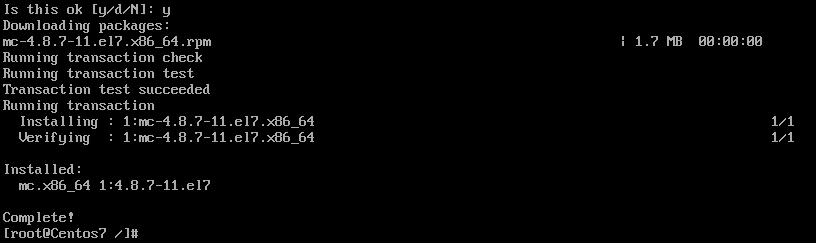 Is this ok [y/d/N]: y
Downloading packages:
mc-4.8.7-11.el7.x86_64.rpm | 1.7 MB 00:00:00
Running transaction check
Running transaction test
Transaction test succeeded
Running transaction
Installing : 1:mc-4.8.7-11.el7.x86_64 1/1
Verifying : 1:mc-4.8.7-11.el7.x86_64 1/1
Installed:
mc.x86_64 1:4.8.7-11.el7
Complete!
[root@Centos7 /]#